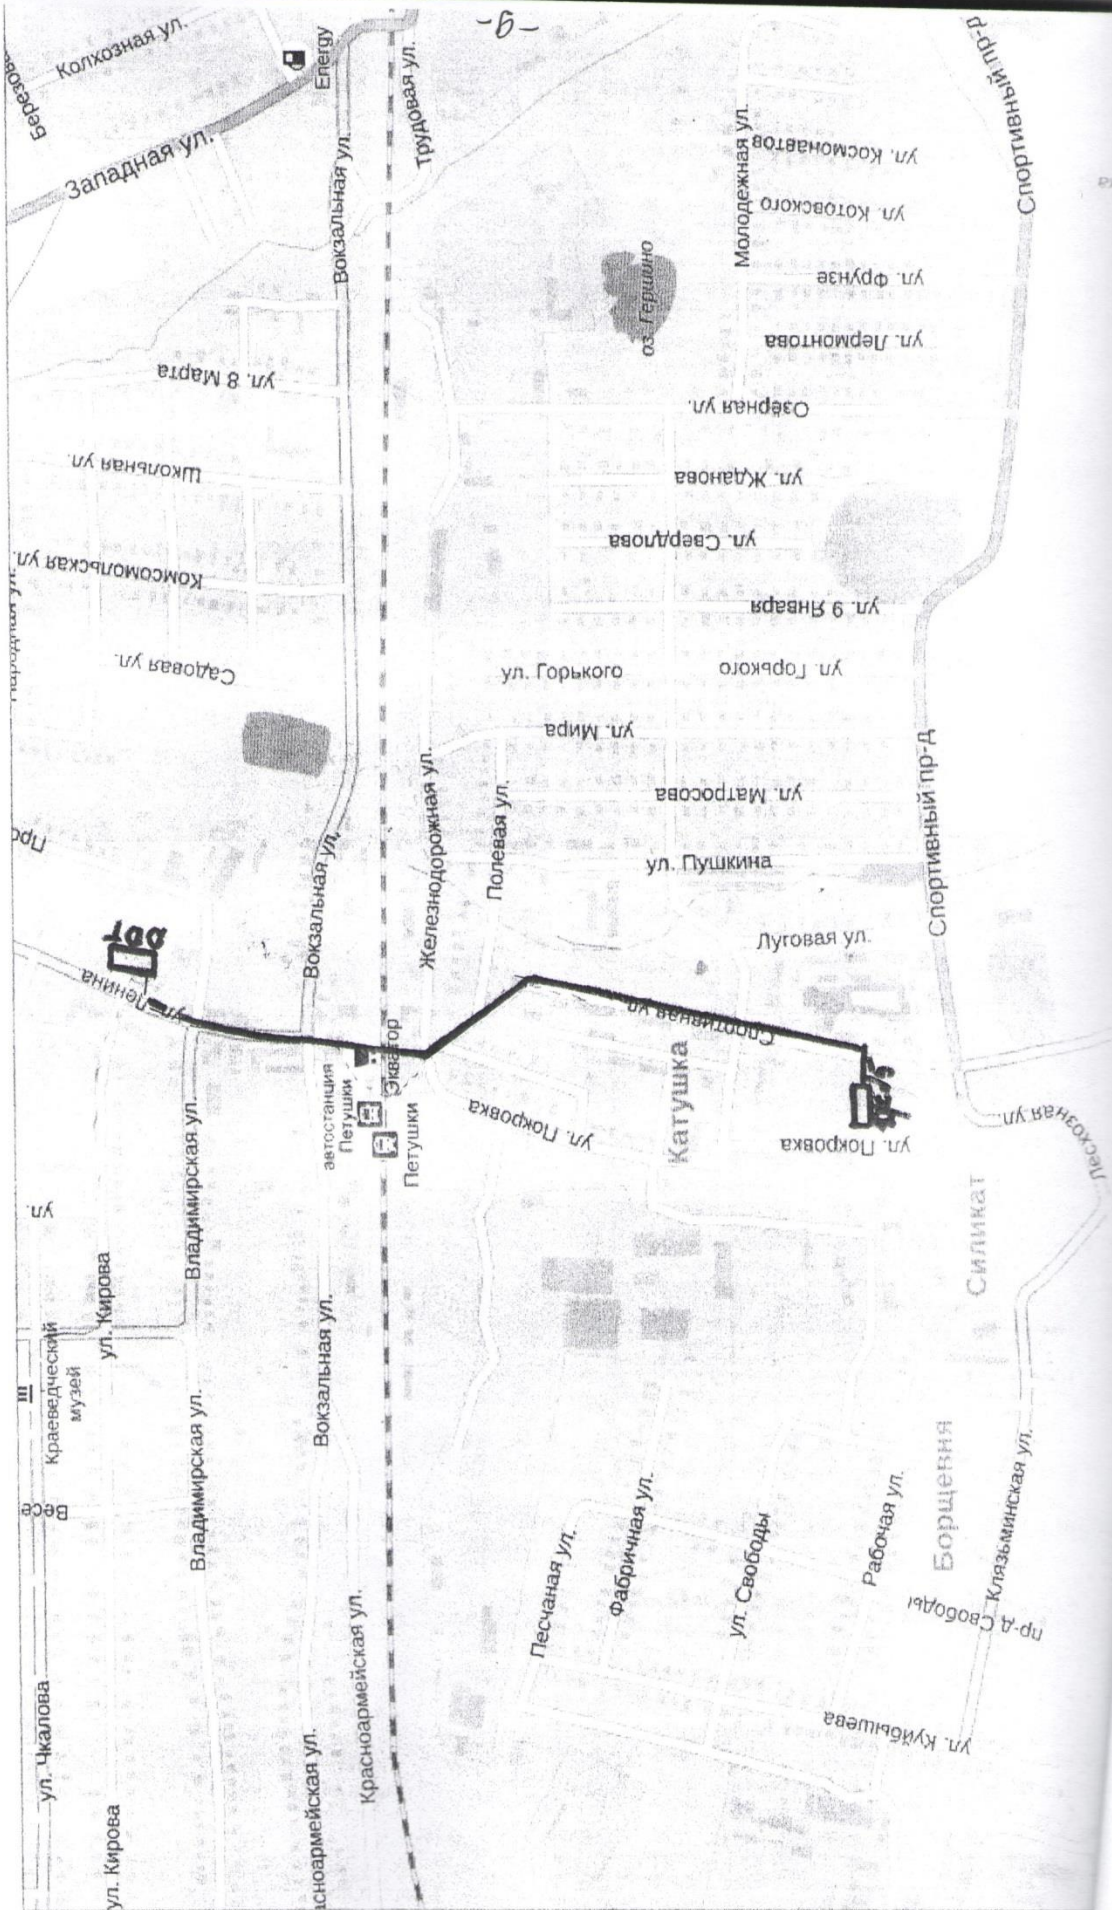 -9-
Колхозная ул.
Западная ул.
Energy
Вокзальная ул.
Трудовая ул.
Молодежная ул.
ул. Космонавтов
ул. Котовского
ул. Фрунзе
ул. Лермонтова
Спортивный пр-д
Спортивный пр-д
оз. Гершино
ул. 8 Марта
Озёрная ул.
Школьная ул.
ул. Жданова
ул. Свердлова
Комсомольская ул.
ул. 9 Января
Садовая ул.
ул. Горького
ул. Горького
ул. Мира
ул. Матросова
Железнодорожная ул.
Полевая ул.
ул. Пушкина
Спортивный пр-д
Вокзальная ул.
Луговая ул.
ДДТ
ул. Ленина
Спортивная ул.
Экватор
автостанция
Петушки
Петушки
ул. Покровка
Катушка
ул. Покровка
Лесхозная ул.
Владимирская ул.
ул.
ул. Кирова
Силикат
Краеведческий
музей
Вокзальная ул.
Владимирская ул.
Песчаная ул.
Фабричная ул.
ул. Свободы
Рабочая ул.
Борщевня
Клязьминская ул.
пр-д Свободы
ул. Куйбышева
Красноармейская ул.
ул. Чкалова
ул. Кирова